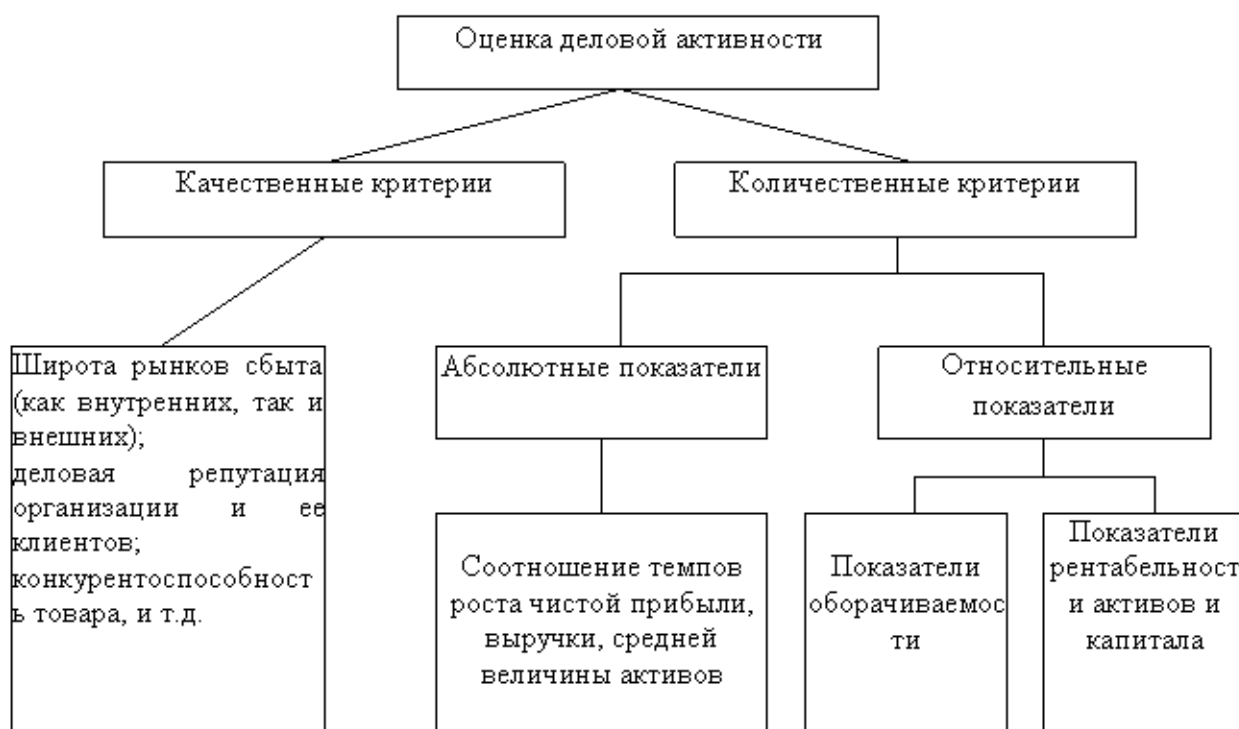 Оценка деловой активности
Качественные критерии
Количественные критерии
Широта рынков сбыта
(как внутренних, так и
внешних);
деловая репутация
организации и ее
клиентов;
конкурентоспособност
ь товара, и т.д.
Абсолютные показатели
Относительные
показатели
Соотношение темпов
роста чистой прибыли,
выручки, средней
величины активов
Показатели
оборачиваемос
ти
Показатели
рентабельност
и активов и
капитала